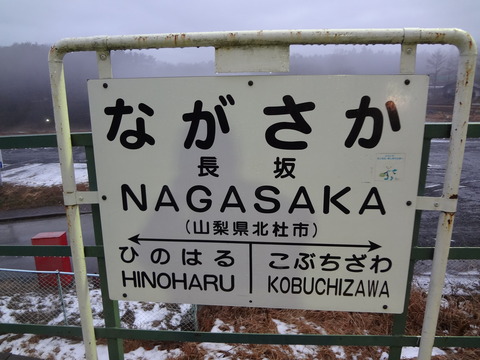 ながさか
長坂
NAGASAKA
(山梨県北杜市)
ひのはる こぶちざわ
HINOHARU KOBUCHIZAWA